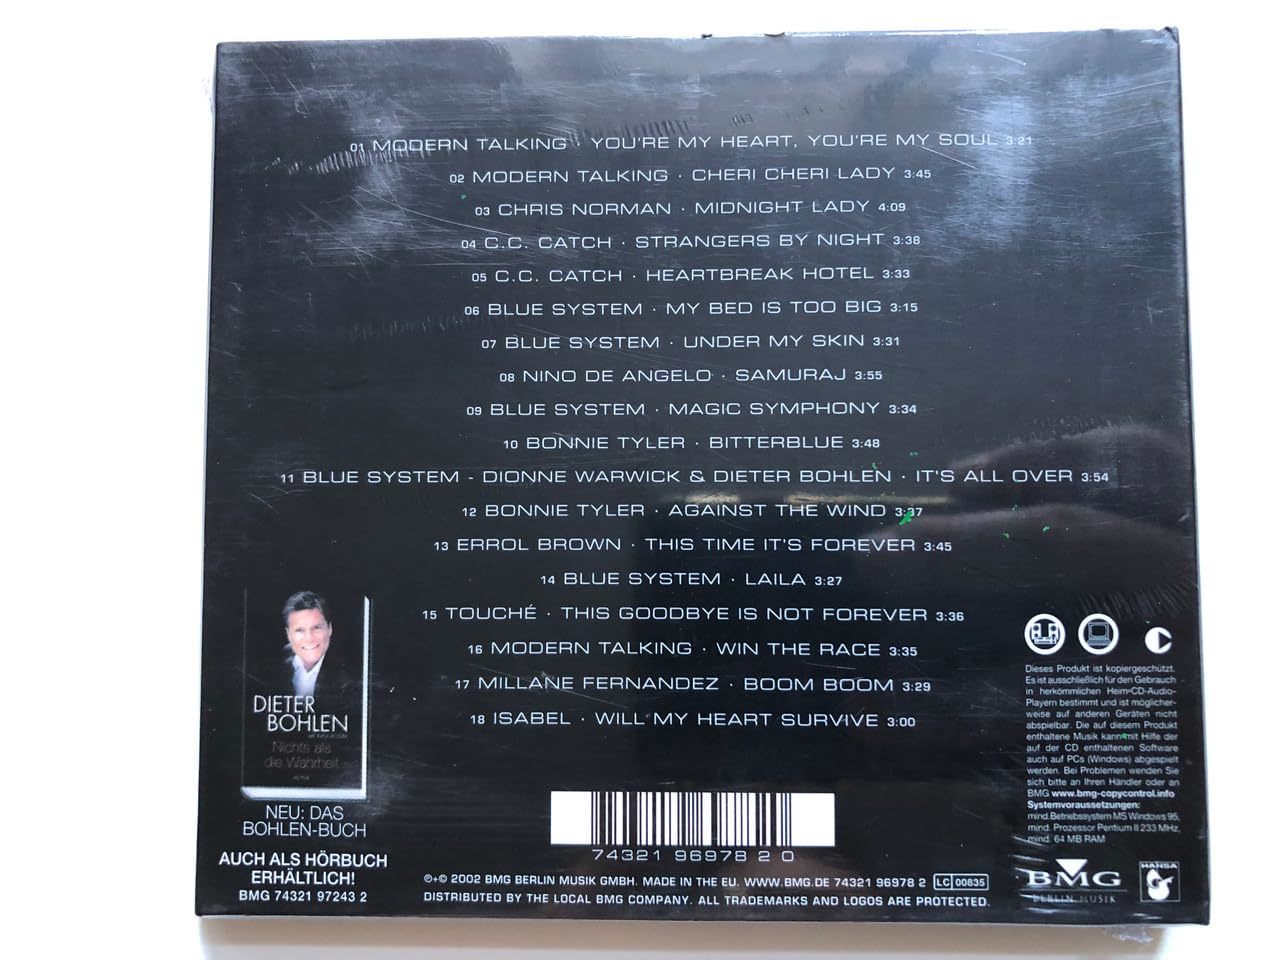 01 MODERN TALKING · YOU'RE MY HEART, YOU'RE MY SOUL 3:21
02 MODERN TALKING · CHERI CHERI LADY 3:45
03 CHRIS NORMAN · MIDNIGHT LADY 4:09
04 C.C. CATCH · STRANGERS BY NIGHT 3:38
05 C.C. CATCH · HEARTBREAK HOTEL 3:33
06 BLUE SYSTEM · MY BED IS TOO BIG 3:15
07 BLUE SYSTEM · UNDER MY SKIN 3:31
08 NINO DE ANGELO · SAMURAJ 3:55
09 BLUE SYSTEM · MAGIC SYMPHONY 3:34
10 BONNIE TYLER · BITTERBLUE 3:48
11 BLUE SYSTEM - DIONNE WARWICK & DIETER BOHLEN · IT'S ALL OVER 3:54
12 BONNIE TYLER · AGAINST THE WIND 3:37
13 ERROL BROWN · THIS TIME IT'S FOREVER 3:45
14 BLUE SYSTEM · LAILA 3:27
15 TOUCHÉ · THIS GOODBYE IS NOT FOREVER 3:36
16 MODERN TALKING · WIN THE RACE 3:35
17 MILLANE FERNANDEZ · BOOM BOOM 3:29
18 ISABEL · WILL MY HEART SURVIVE 3:00
DIETER
BOHLEN
Nichts als
die Wahrheit
NEU: DAS
BOHLEN-BUCH
AUCH ALS HÖRBUCH
ERHÄLTLICH!
BMG 74321 97243 2
74321 96978 2 0
℗+© 2002 BMG BERLIN MUSIK GMBH. MADE IN THE EU. WWW.BMG.DE 74321 96978 2 LC 00835
DISTRIBUTED BY THE LOCAL BMG COMPANY. ALL TRADEMARKS AND LOGOS ARE PROTECTED.
Dieses Produkt ist kopiergeschützt.
Es ist ausschließlich für den Gebrauch
in herkömmlichen Heim-CD-Audio-
Playern bestimmt und ist möglicher-
weise auf anderen Geräten nicht
abspielbar. Die auf diesem Produkt
enthaltene Musik kann mit Hilfe der
auf der CD enthaltenen Software
auch auf PCs (Windows) abgespielt
werden. Bei Problemen wenden Sie
sich bitte an Ihren Händler oder an
BMG www.bmg-copycontrol.info
Systemvoraussetzungen:
mind. Betriebssystem MS Windows 95,
mind. Prozessor Pentium II 233 MHz,
mind. 64 MB RAM
BMG
BERLIN MUSIK
HANSA